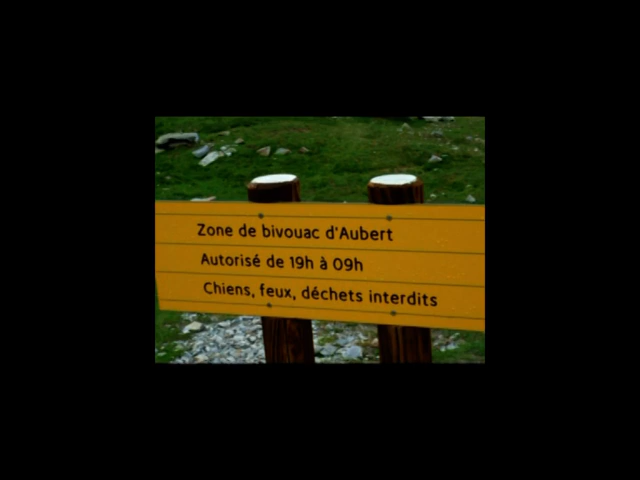 Zone de bivouac d'Aubert
Autorisé de 19h à 09h
Chiens, feux, déchets interdits